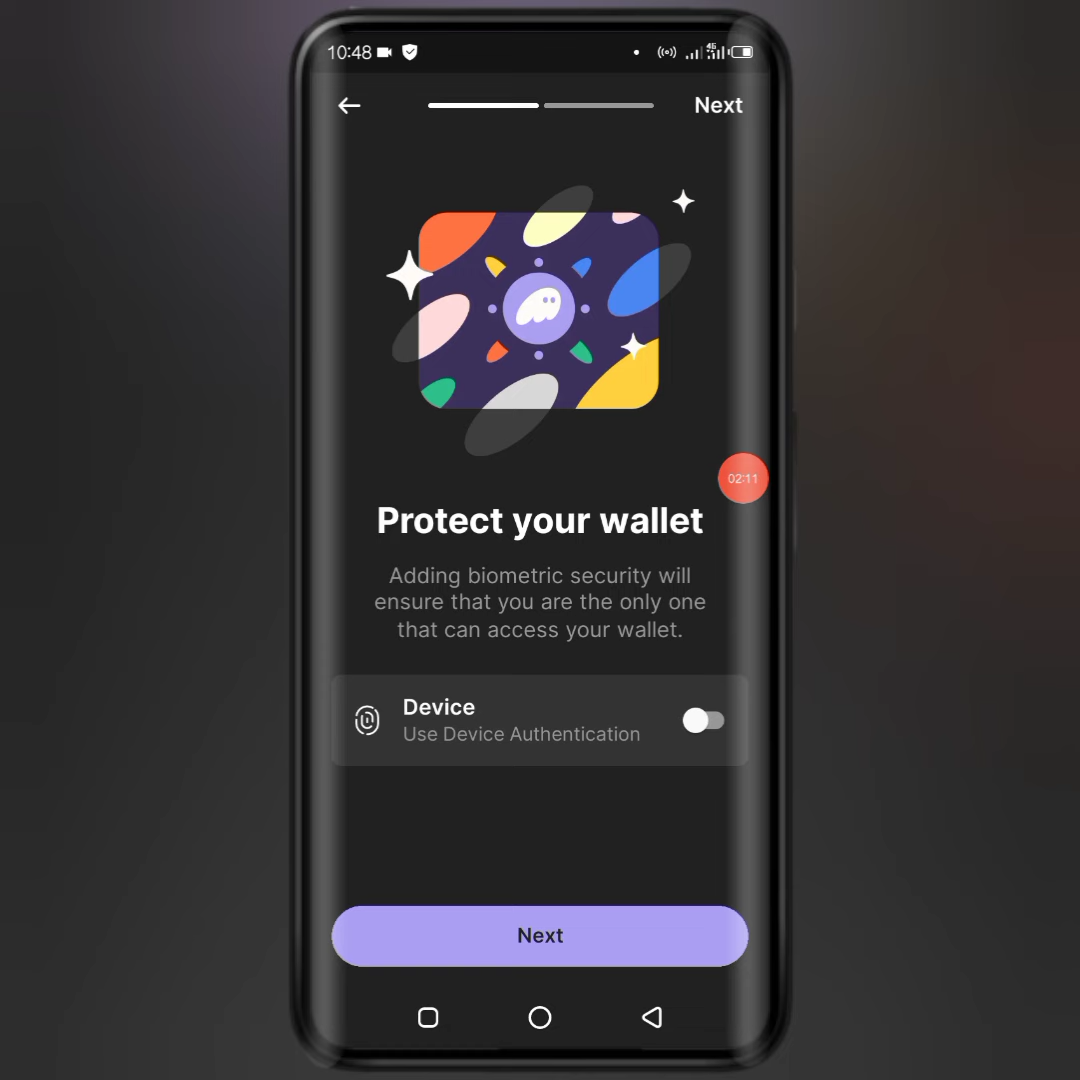 10:48
4G
Next
02:11
Protect your wallet
Adding biometric security will
ensure that you are the only one
that can access your wallet.
Device
Use Device Authentication
Next